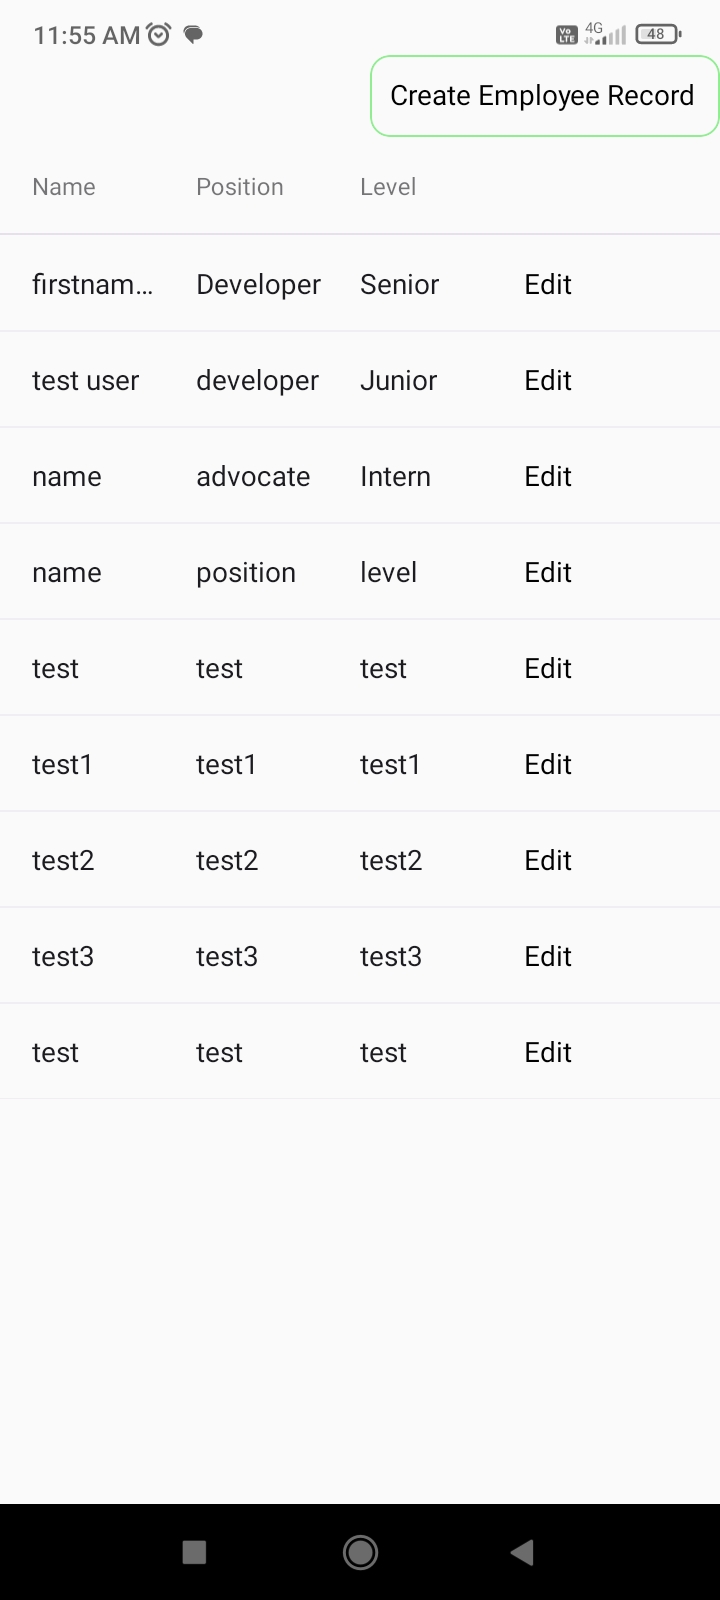 11:55 AM VoLTE 4G 48
Create Employee Record
Name Position Level
firstnam... Developer Senior Edit
test user developer Junior Edit
name advocate Intern Edit
name position level Edit
test test test Edit
test1 test1 test1 Edit
test2 test2 test2 Edit
test3 test3 test3 Edit
test test test Edit